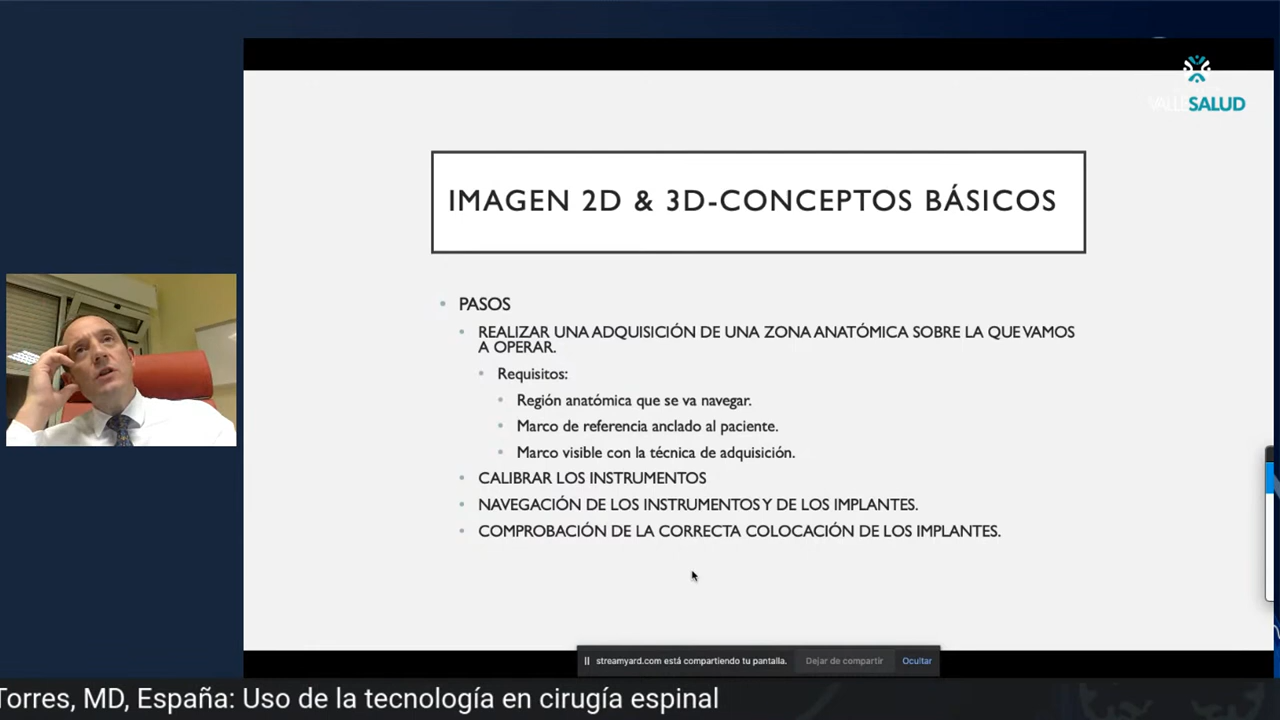 VALLESALUD
IMAGEN 2D & 3D-CONCEPTOS BÁSICOS
PASOS
REALIZAR UNA ADQUISICIÓN DE UNA ZONA ANATÓMICA SOBRE LA QUE VAMOS
A OPERAR.
Requisitos:
Región anatómica que se va navegar.
Marco de referencia anclado al paciente.
Marco visible con la técnica de adquisición.
CALIBRAR LOS INSTRUMENTOS
NAVEGACIÓN DE LOS INSTRUMENTOS Y DE LOS IMPLANTES.
COMPROBACIÓN DE LA CORRECTA COLOCACIÓN DE LOS IMPLANTES.
streamyard.com está compartiendo tu pantalla.
Dejar de compartir
Ocultar
Torres, MD, España: Uso de la tecnología en cirugía espinal